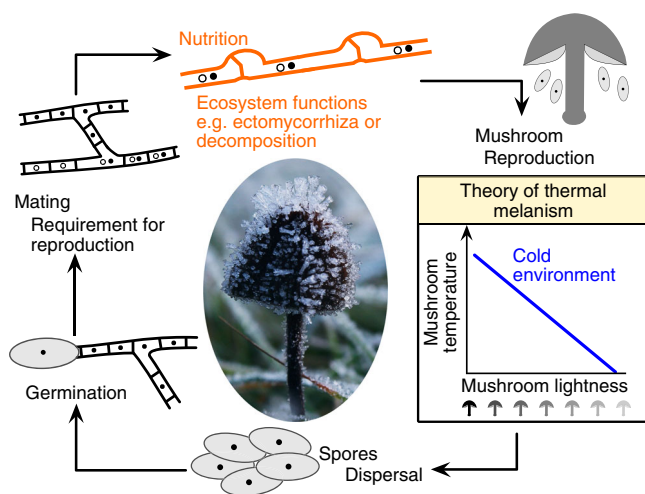 Nutrition
Ecosystem functions
e.g. ectomycorrhiza or
decomposition
Mushroom
Reproduction
Theory of thermal
melanism
Cold
environment
Mushroom
temperature
Mushroom lightness
Spores
Dispersal
Germination
Mating
Requirement for
reproduction